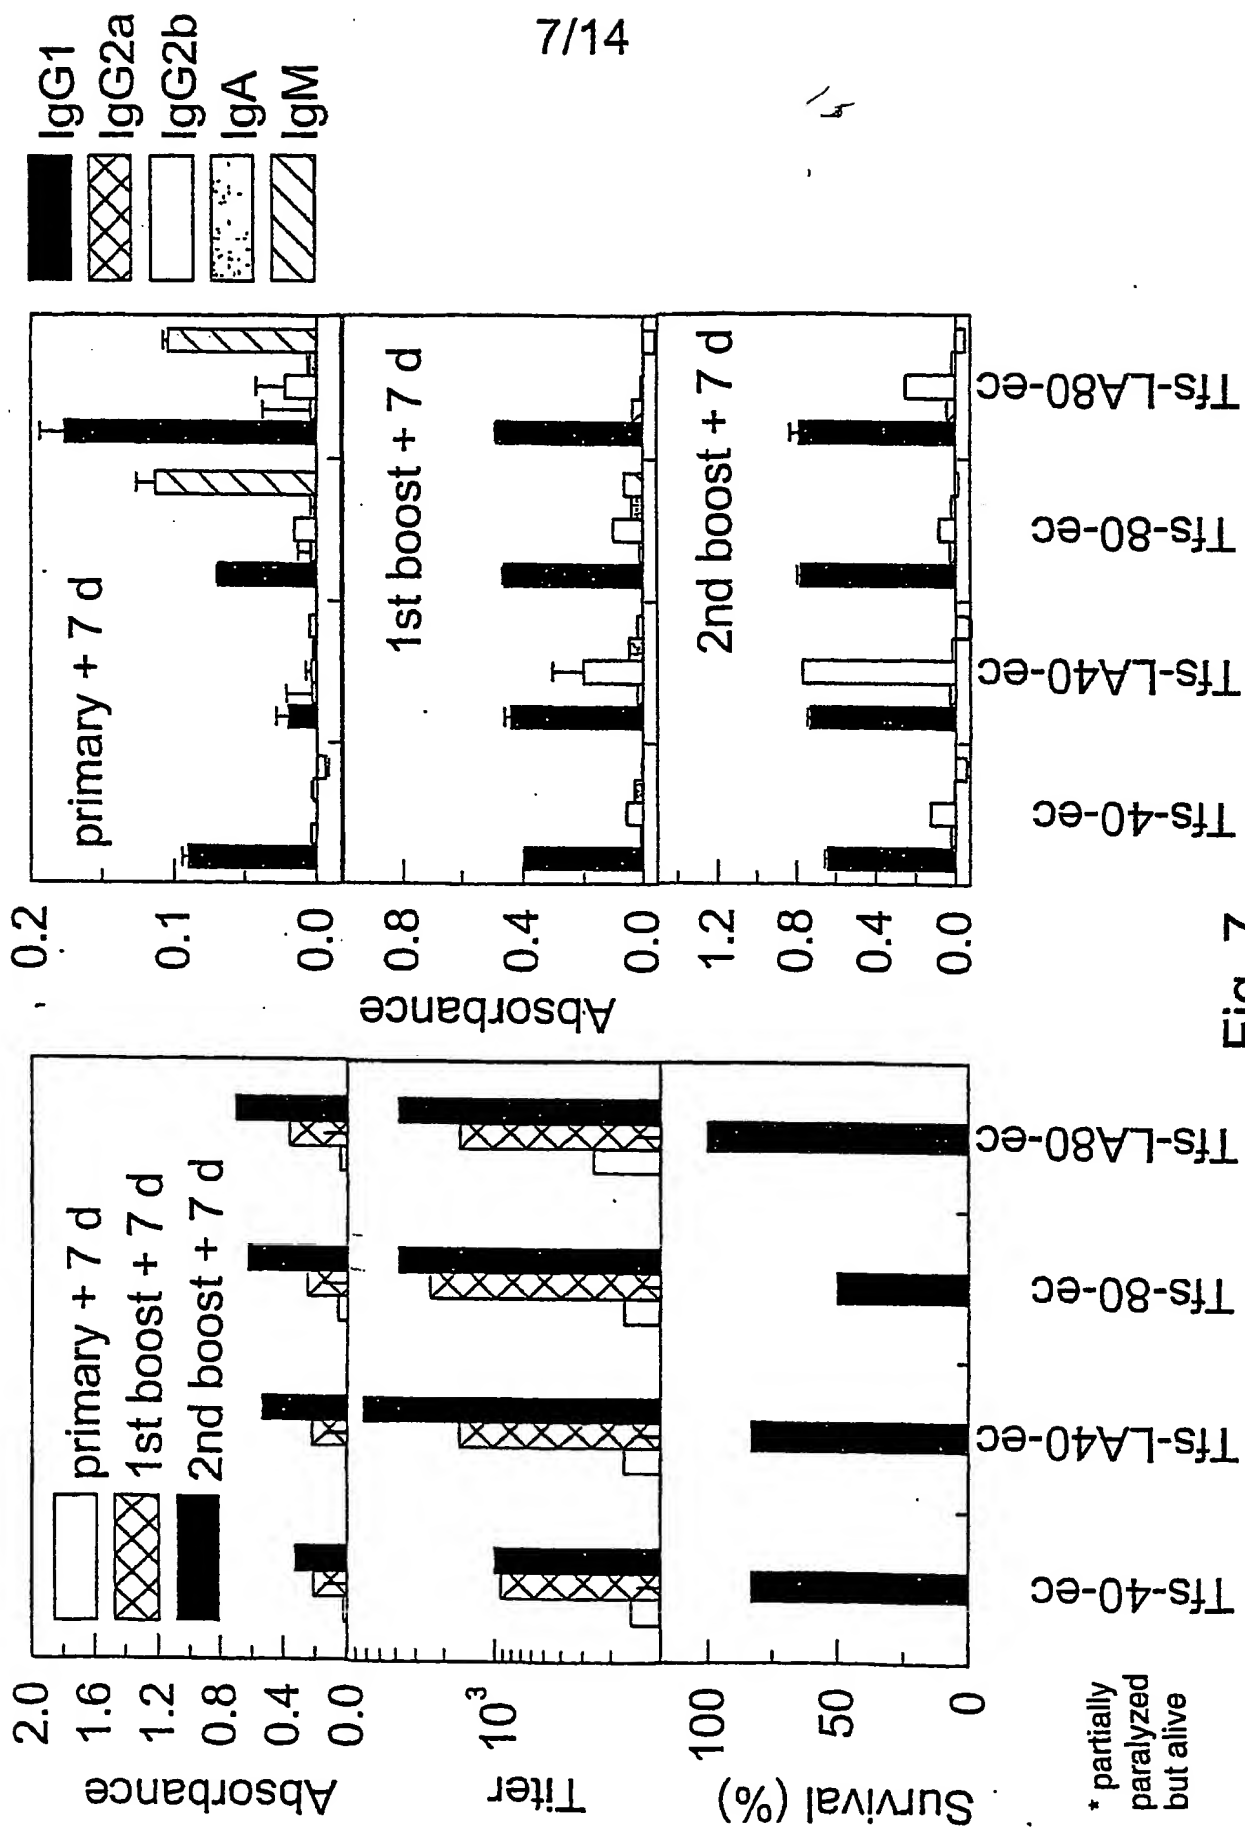 7/14
2.0
1.6
1.2
0.8
0.4
0.0
Absorbance
primary + 7 d
1st boost + 7 d
2nd boost + 7 d
10³
Titer
100
50
0
Survival (%)
Tfs-40-ec
Tfs-LA40-ec
Tfs-80-ec
Tfs-LA80-ec
* partially
paralyzed
but alive
0.2
0.1
0.0
primary + 7 d
Absorbance
0.8
0.4
0.0
1st boost + 7 d
1.2
0.8
0.4
0.0
2nd boost + 7 d
Tfs-40-ec
Tfs-LA40-ec
Tfs-80-ec
Tfs-LA80-ec
IgG1
IgG2a
IgG2b
IgA
IgM
Fig. 7